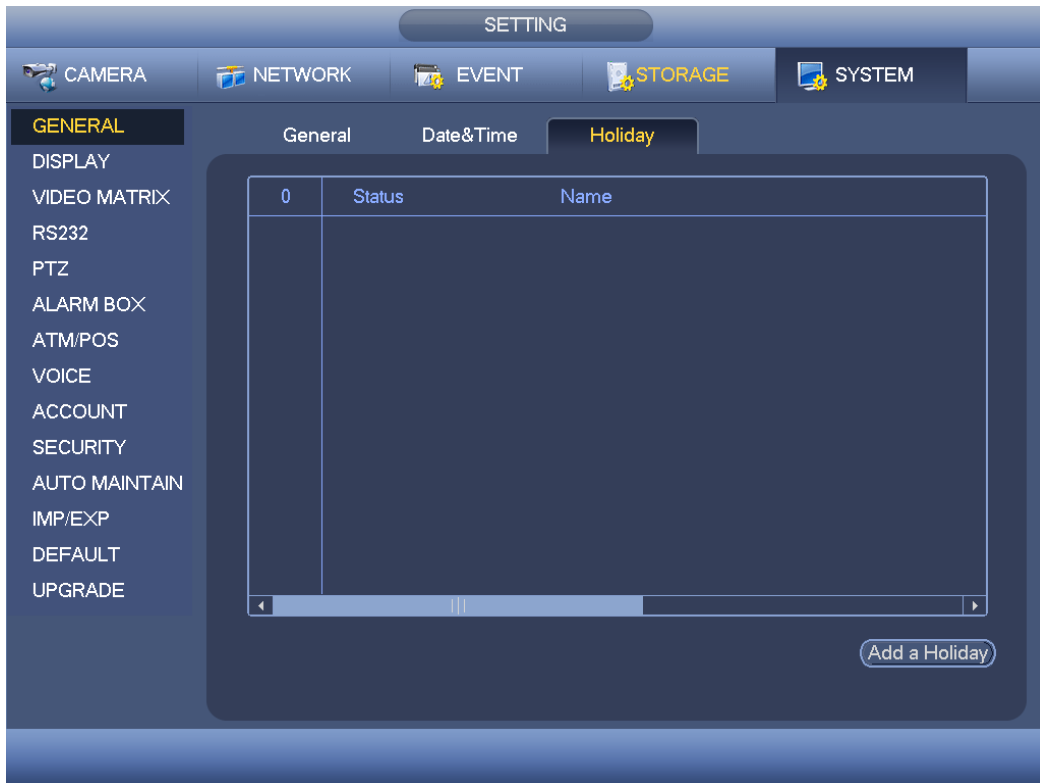 SETTING
CAMERA NETWORK EVENT STORAGE SYSTEM
GENERAL
DISPLAY
VIDEO MATRIX
RS232
PTZ
ALARM BOX
ATM/POS
VOICE
ACCOUNT
SECURITY
AUTO MAINTAIN
IMP/EXP
DEFAULT
UPGRADE
General Date&Time Holiday
0 Status Name
Add a Holiday